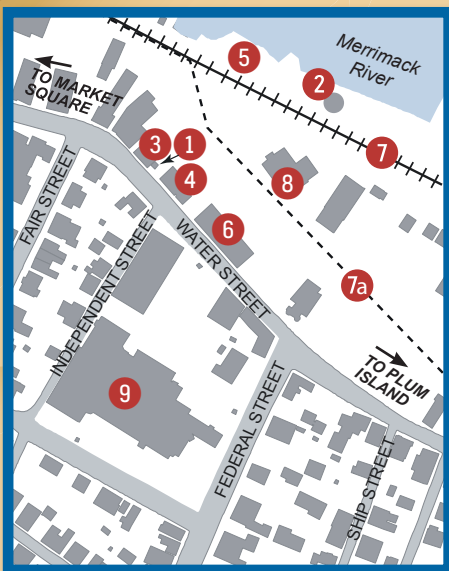 Merrimack
River
5
2
TO MARKET
SQUARE
3
1
7
4
8
FAIR STREET
6
WATER STREET
INDEPENDENT STREET
7a
TO PLUM
ISLAND
9
FEDERAL STREET
SHIP STREET